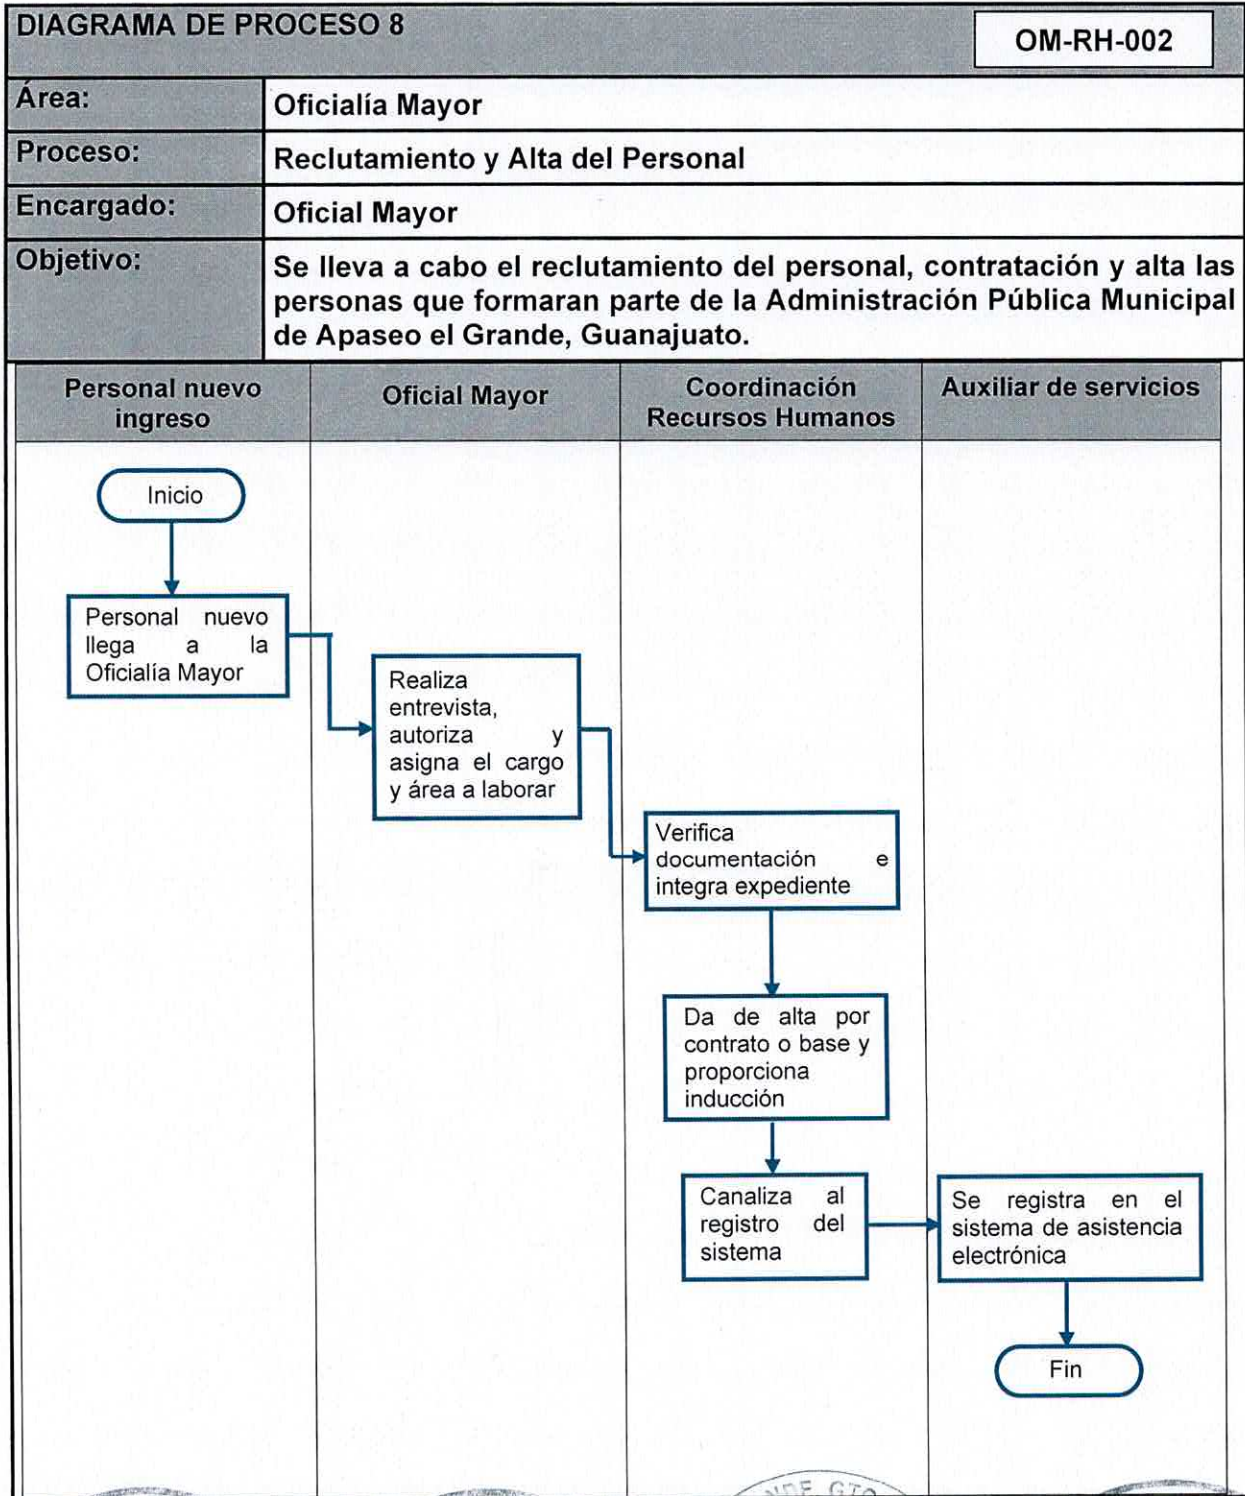 DIAGRAMA DE PROCESO 8
OM-RH-002
Área:
Oficialía Mayor
Proceso:
Reclutamiento y Alta del Personal
Encargado:
Oficial Mayor
Objetivo:
Se lleva a cabo el reclutamiento del personal, contratación y alta las
personas que formaran parte de la Administración Pública Municipal
de Apaseo el Grande, Guanajuato.
Personal nuevo
ingreso
Oficial Mayor
Coordinación
Recursos Humanos
Auxiliar de servicios
Inicio
Personal nuevo
llega a la
Oficialía Mayor
Realiza
entrevista,
autoriza y
asigna el cargo
y área a laborar
Verifica
documentación e
integra expediente
Da de alta por
contrato o base y
proporciona
inducción
Canaliza al
registro del
sistema
Se registra en el
sistema de asistencia
electrónica
Fin
GTO